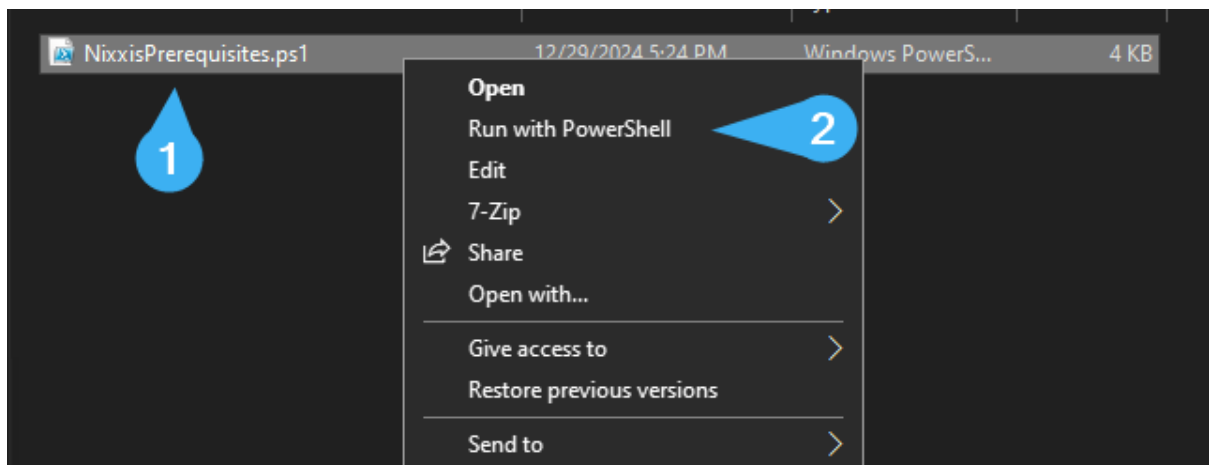 NixxisPrerequisites.ps1 12/29/2024 5:24 PM Windows PowerS... 4 KB
Open
1
Run with PowerShell 2
Edit
7-Zip
Share
Open with...
Give access to
Restore previous versions
Send to